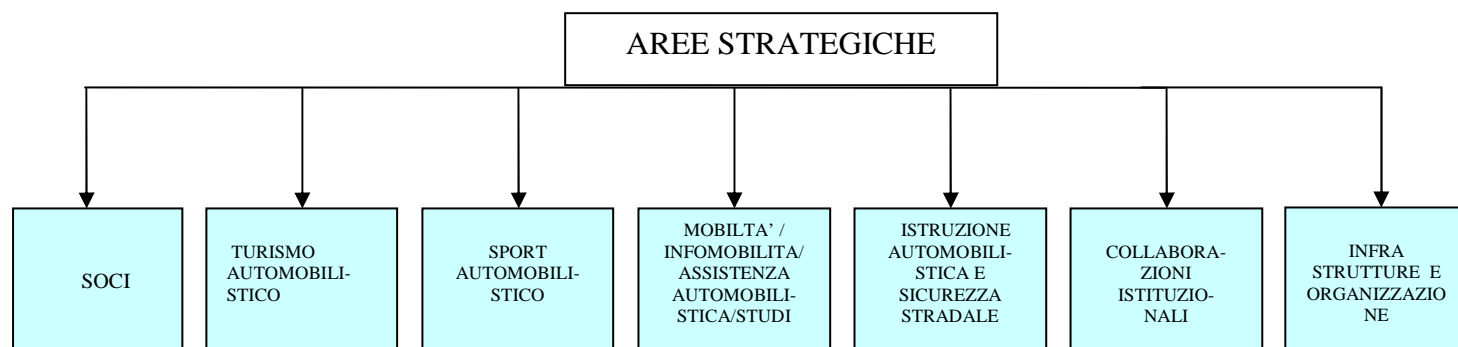 AREE STRATEGICHE
SOCI
TURISMO
AUTOMOBILI-
STICO
SPORT
AUTOMOBILI-
STICO
MOBILTA’ /
INFOMOBILITA/
ASSISTENZA
AUTOMOBILI-
STICA/STUDI
ISTRUZIONE
AUTOMOBILI-
STICA E
SICUREZZA
STRADALE
COLLABORA-
ZIONI
ISTITUZIO-
NALI
INFRA
STRUTTURE E
ORGANIZZAZIO
NE